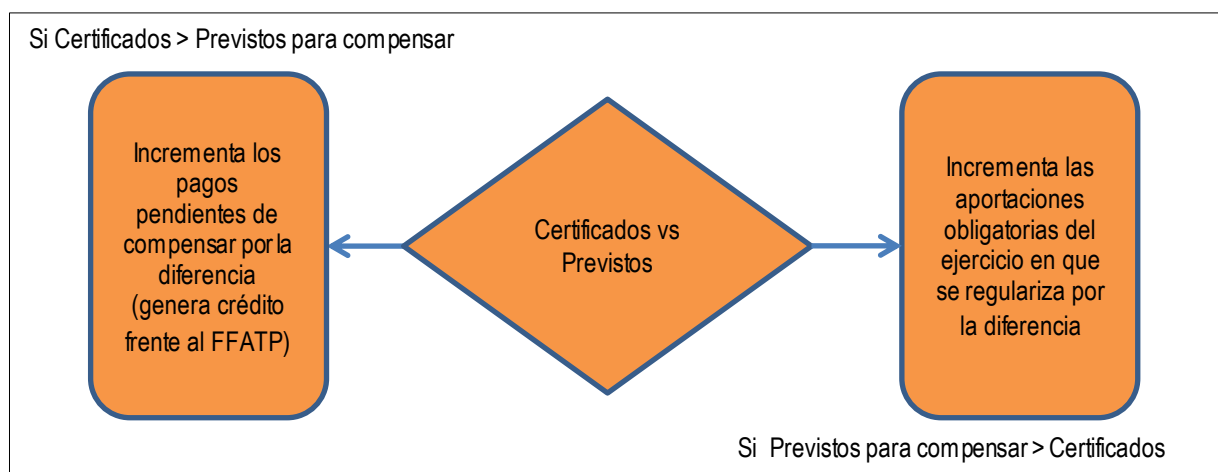 Si Certificados > Previstos para compensar
Incrementa los
pagos
pendientes de
compensar por la
diferencia
(genera crédito
frente al FFATP)
Certificados vs
Previstos
Incrementa las
aportaciones
obligatorias del
ejercicio en que
se regulariza por
la diferencia
Si Previstos para compensar > Certificados